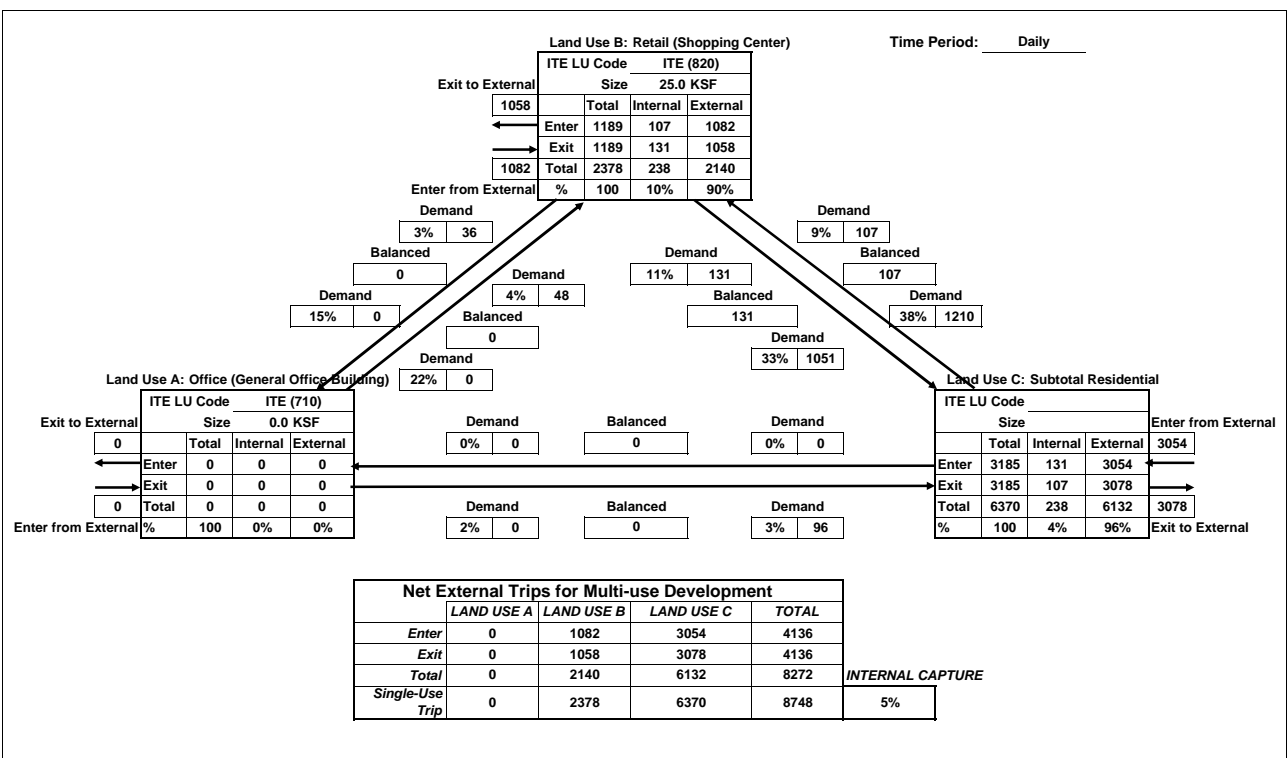 Land Use B: Retail (Shopping Center)
Time Period: Daily
ITE LU Code ITE (820)
Exit to External Size 25.0 KSF
1058 Total Internal External
Enter 1189 107 1082
Exit 1189 131 1058
1082 Total 2378 238 2140
Enter from External % 100 10% 90%
Demand Demand
3% 36 9% 107
Balanced Demand Balanced
0 Demand 11% 131 107
Demand 4% 48 Balanced Demand
15% 0 Balanced 131 38% 1210
0 Demand
Demand 33% 1051
Land Use A: Office (General Office Building) 22% 0 Land Use C: Subtotal Residential
ITE LU Code ITE (710) ITE LU Code
Exit to External Size 0.0 KSF Demand Balanced Demand Size Enter from External
0 Total Internal External 0% 0 0 0% 0 Total Internal External 3054
Enter 0 0 0 Enter 3185 131 3054
Exit 0 0 0 Exit 3185 107 3078
0 Total 0 0 0 Demand Balanced Demand Total 6370 238 6132 3078
Enter from External % 100 0% 0% 2% 0 0 3% 96 % 100 4% 96% Exit to External
Net External Trips for Multi-use Development
LAND USE A LAND USE B LAND USE C TOTAL
Enter 0 1082 3054 4136
Exit 0 1058 3078 4136
Total 0 2140 6132 8272 INTERNAL CAPTURE
Single-Use
Trip 0 2378 6370 8748 5%